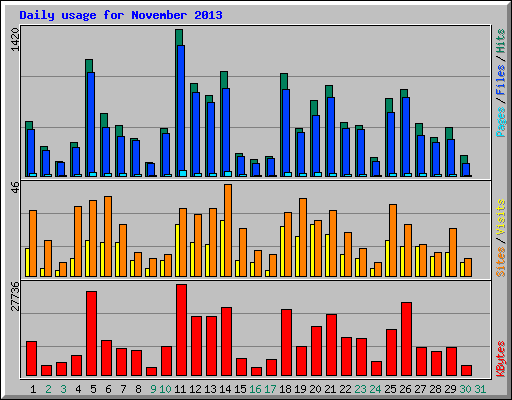 Daily usage for November 2013
1420
46
27736
Pages / Files / Hits
Sites / Visits
KBytes
1 2 3 4 5 6 7 8 9 10 11 12 13 14 15 16 17 18 19 20 21 22 23 24 25 26 27 28 29 30 31